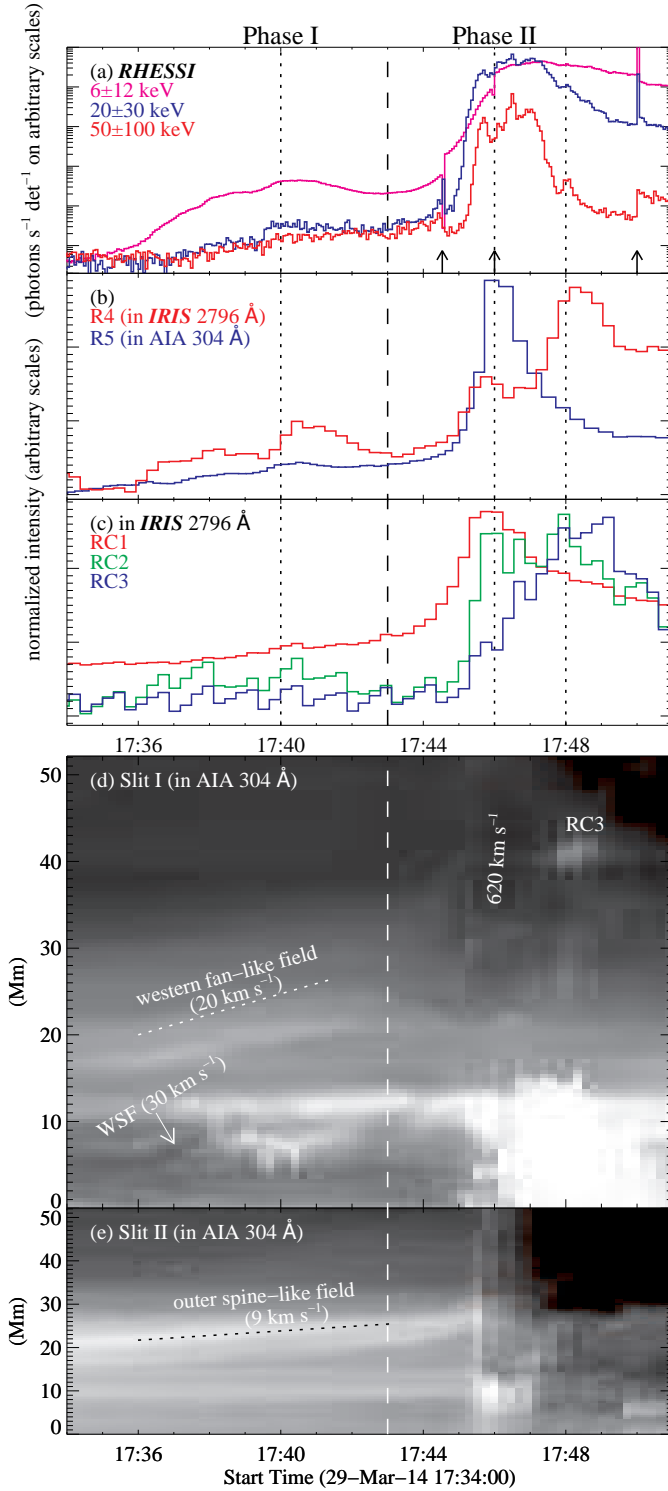 Phase I
Phase II
(a) RHESSI
6±12 keV
20±30 keV
50±100 keV
(photons s⁻¹ det⁻¹ on arbitrary scales)
(b)
R4 (in IRIS 2796 Å)
R5 (in AIA 304 Å)
normalized intensity (arbitrary scales)
(c) in IRIS 2796 Å
RC1
RC2
RC3
17:36
17:40
17:44
17:48
(d) Slit I (in AIA 304 Å)
RC3
620 km s⁻¹
western fan−like field
(20 km s⁻¹)
WSF (30 km s⁻¹)
50
40
30
20
10
0
(Mm)
(e) Slit II (in AIA 304 Å)
outer spine−like field
(9 km s⁻¹)
50
40
30
20
10
0
(Mm)
17:36
17:40
17:44
17:48
Start Time (29−Mar−14 17:34:00)